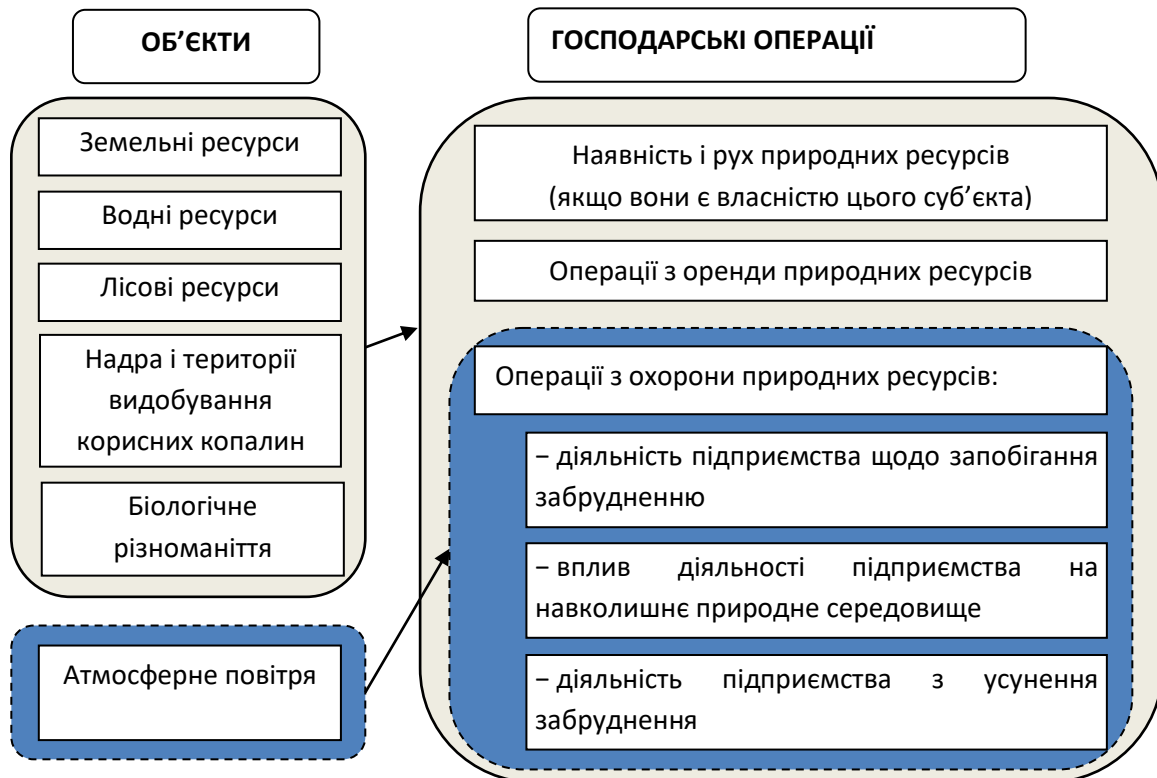 ОБ’ЄКТИ
Земельні ресурси
Водні ресурси
Лісові ресурси
Надра і території
видобування
корисних копалин
Біологічне
різноманіття
Атмосферне повітря
ГОСПОДАРСЬКІ ОПЕРАЦІЇ
Наявність і рух природних ресурсів
(якщо вони є власністю цього суб’єкта)
Операції з оренди природних ресурсів
Операції з охорони природних ресурсів:
− діяльність підприємства щодо запобігання
забрудненню
− вплив діяльності підприємства на
навколишнє природне середовище
− діяльність підприємства з усунення
забруднення